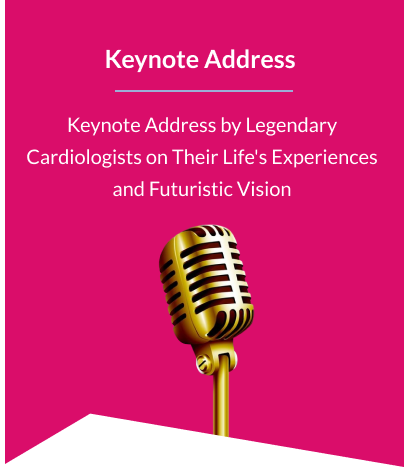 Keynote Address
Keynote Address by Legendary
Cardiologists on Their Life's Experiences
and Futuristic Vision